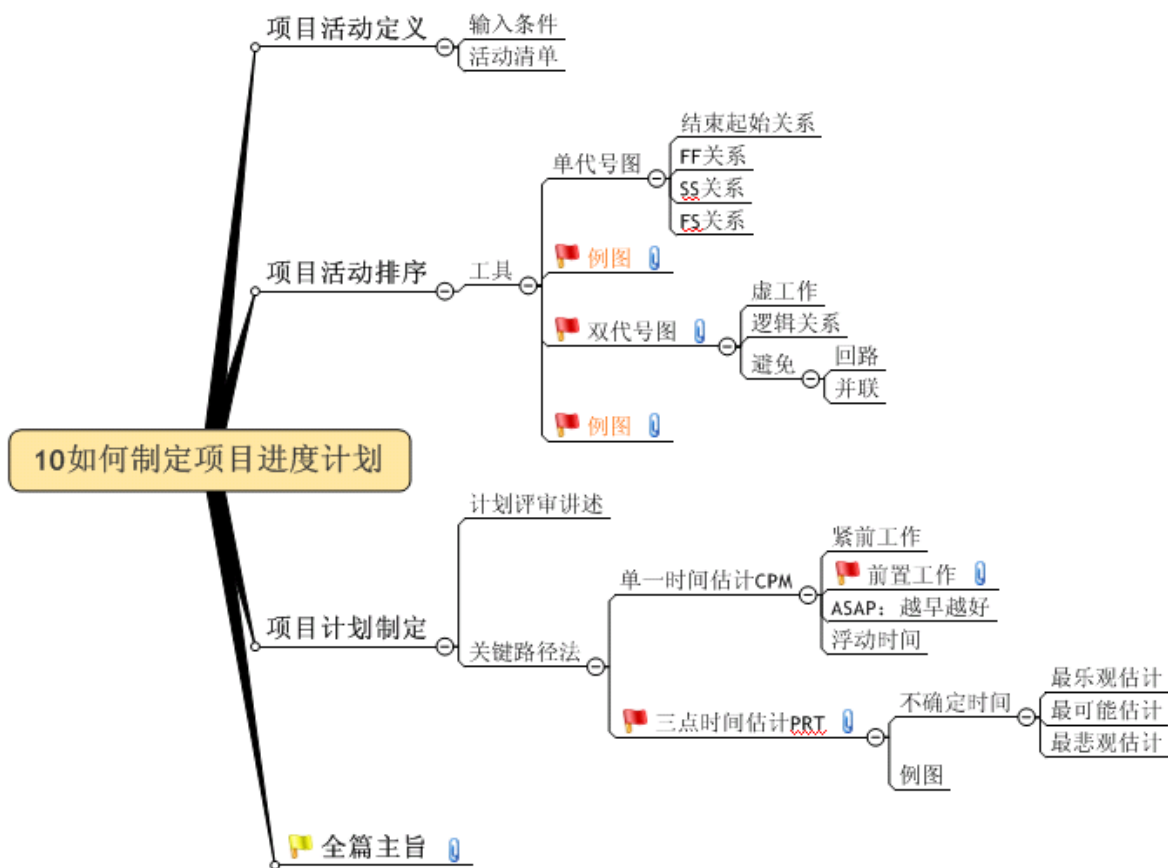 10如何制定项目进度计划
项目活动定义
输入条件
活动清单
项目活动排序
工具
单代号图
结束起始关系
FF关系
SS关系
FS关系
例图
双代号图
虚工作
逻辑关系
避免
回路
并联
例图
项目计划制定
计划评审讲述
关键路径法
单一时间估计CPM
紧前工作
前置工作
ASAP：越早越好
浮动时间
三点时间估计PRT
不确定时间
最乐观估计
最可能估计
最悲观估计
例图
全篇主旨